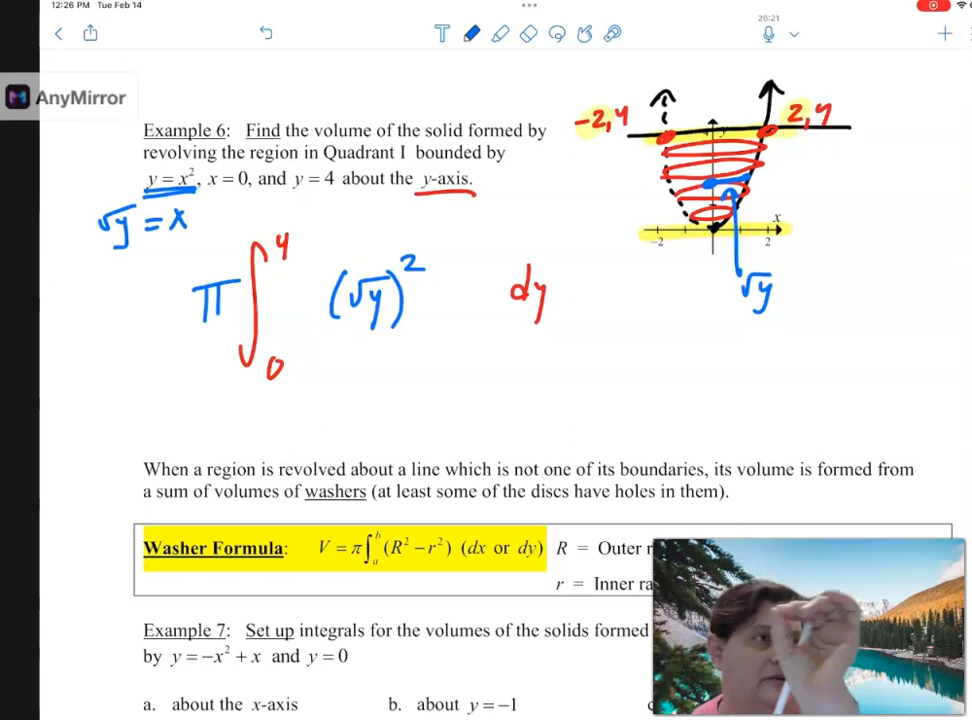 12:26 PM Tue Feb 14
26:21
AnyMirror
Example 6: Find the volume of the solid formed by
revolving the region in Quadrant I bounded by
y = x², x = 0, and y = 4 about the y-axis.
√y = x
π ∫₀⁴ (√y)² dy
-2,4
2,4
y
x
-2
2
√y
When a region is revolved about a line which is not one of its boundaries, its volume is formed from
a sum of volumes of washers (at least some of the discs have holes in them).
Washer Formula: V = π∫ₐᵇ (R² − r²) (dx or dy) R = Outer r
r = Inner ra
Example 7: Set up integrals for the volumes of the solids formed
by y = −x² + x and y = 0
a. about the x-axis b. about y = −1